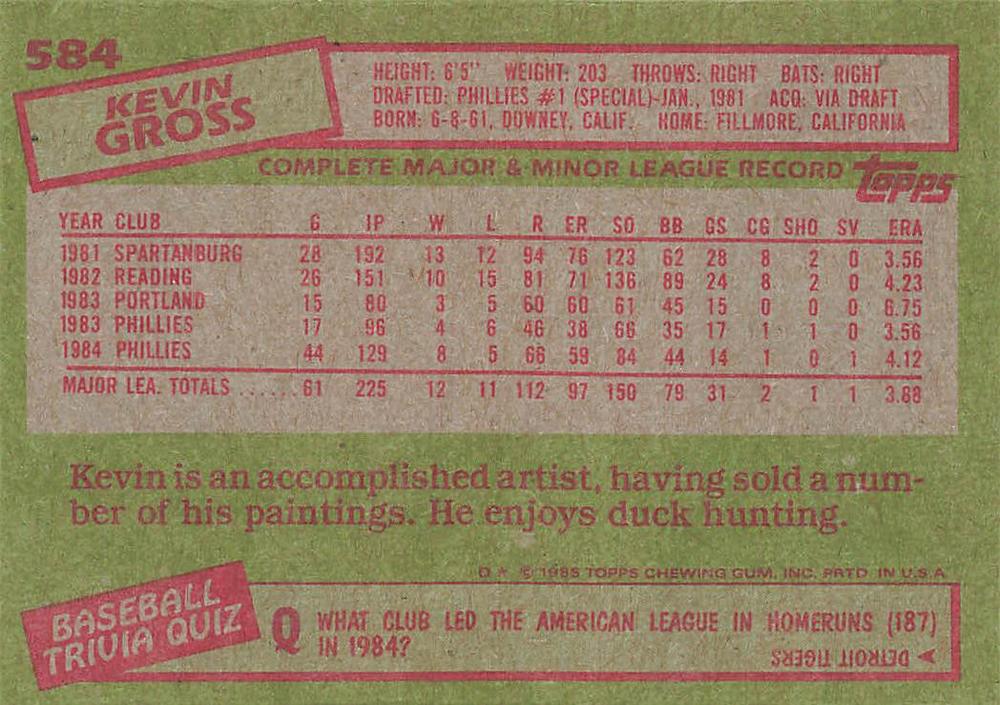 584
KEVIN
GROSS
HEIGHT: 6'5" WEIGHT: 203 THROWS: RIGHT BATS: RIGHT
DRAFTED: PHILLIES #1 (SPECIAL)-JAN., 1981 ACQ: VIA DRAFT
BORN: 6-8-61, DOWNEY, CALIF. HOME: FILLMORE, CALIFORNIA
COMPLETE MAJOR & MINOR LEAGUE RECORD topps
YEAR CLUB G IP W L R ER SO BB GS CG SHO SV ERA
1981 SPARTANBURG 28 192 13 12 94 76 123 62 28 8 2 0 3.56
1982 READING 26 151 10 15 81 71 136 89 24 8 2 0 4.23
1983 PORTLAND 15 80 3 5 60 60 61 45 15 0 0 0 6.75
1983 PHILLIES 17 96 4 6 46 38 66 35 17 1 1 0 3.56
1984 PHILLIES 44 129 8 5 66 59 84 44 14 1 0 1 4.12
MAJOR LEA. TOTALS ...... 61 225 12 11 112 97 150 79 31 2 1 1 3.88
Kevin is an accomplished artist, having sold a num-
ber of his paintings. He enjoys duck hunting.
D * © 1985 TOPPS CHEWING GUM, INC. PRTD. IN U.S.A.
BASEBALL
TRIVIA QUIZ
Q WHAT CLUB LED THE AMERICAN LEAGUE IN HOMERUNS (187)
IN 1984?
DETROIT TIGERS